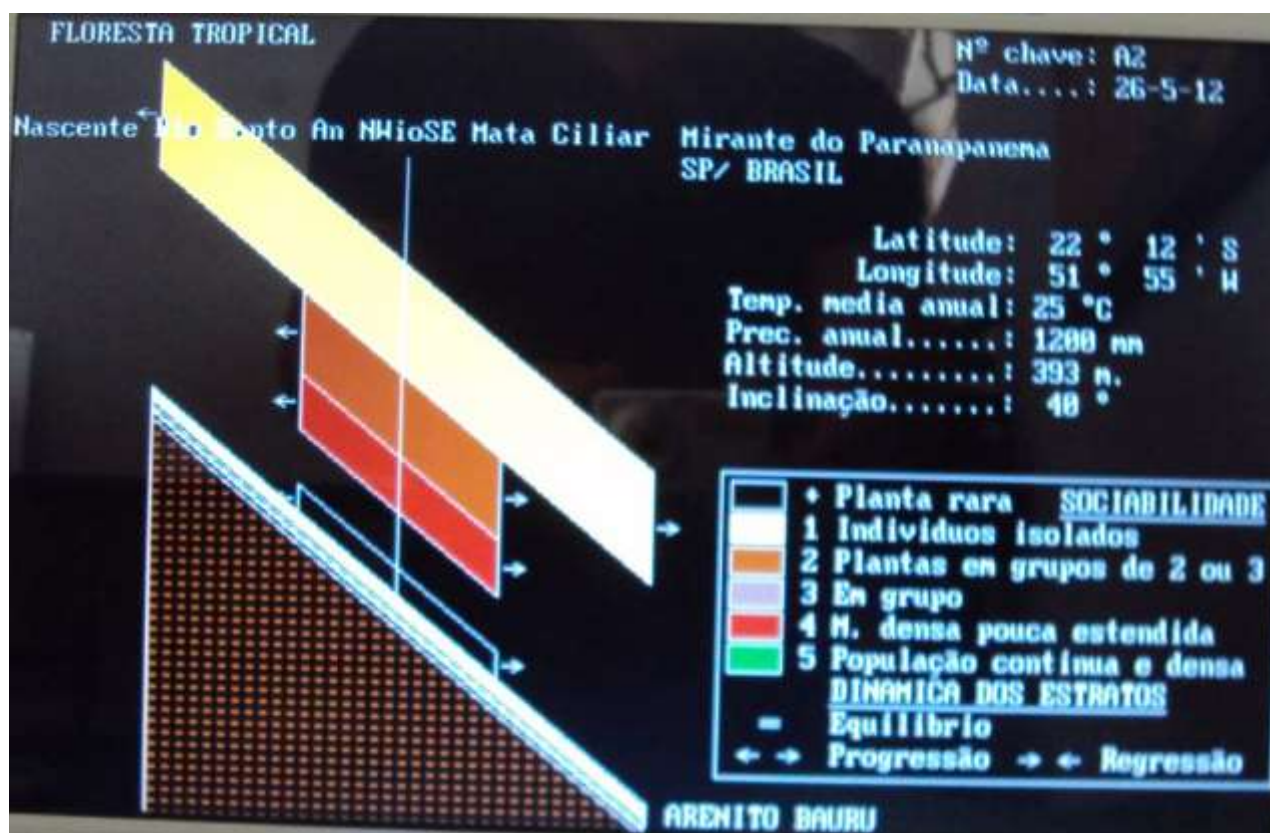 FLORESTA TROPICAL
Nº chave: A2
Data....: 26-5-12
Nascente An NWioSE Mata Ciliar
Mirante do Paranapanema
SP/ BRASIL
Latitude: 22 ° 12 ' S
Longitude: 51 ° 55 ' W
Temp. media anual: 25 °C
Prec. anual......: 1200 mm
Altitude.........: 393 m.
Inclinação.......: 40 °
+ Planta rara SOCIABILIDADE
1 Individuos isolados
2 Plantas em grupos de 2 ou 3
3 Em grupo
4 M. densa pouca estendida
5 População continua e densa
DINAMICA DOS ESTRATOS
= Equilibrio
← → Progressão → ← Regressão
ARENITO BAURU